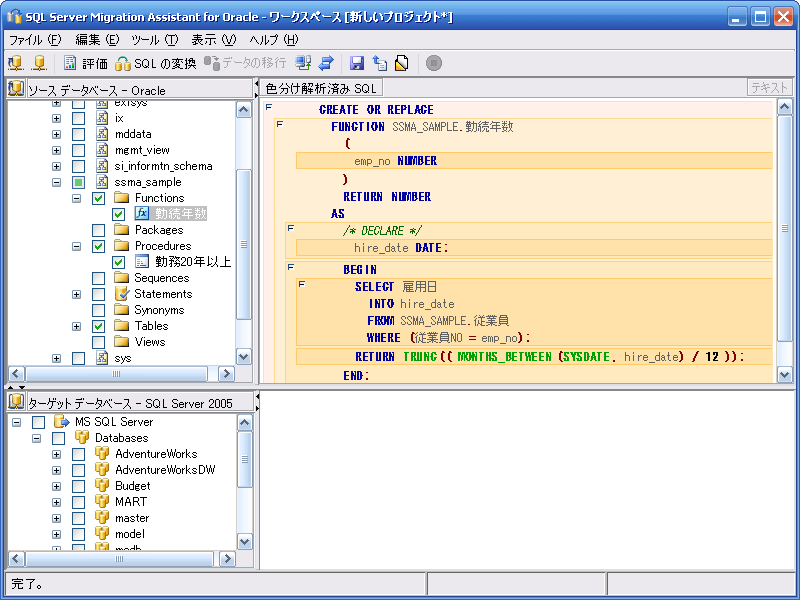 SQL Server Migration Assistant for Oracle - ワークスペース [新しいプロジェクト*]
ファイル (F) 編集 (E) ツール (T) 表示 (V) ヘルプ (H)
評価 SQL の変換 データの移行
ソース データベース - Oracle
exfsys
ix
mddata
mgmt_view
si_informtn_schema
ssma_sample
Functions
勤続年数
Packages
Procedures
勤務20年以上
Sequences
Statements
Synonyms
Tables
Views
sys
色分け解析済み SQL テキスト
CREATE OR REPLACE
FUNCTION SSMA_SAMPLE.勤続年数
(
emp_no NUMBER
)
RETURN NUMBER
AS
/* DECLARE */
hire_date DATE;
BEGIN
SELECT 雇用日
INTO hire_date
FROM SSMA_SAMPLE.従業員
WHERE (従業員NO = emp_no);
RETURN TRUNC(( MONTHS_BETWEEN (SYSDATE, hire_date) / 12 ));
END;
ターゲット データベース - SQL Server 2005
MS SQL Server
Databases
AdventureWorks
AdventureWorksDW
Budget
MART
master
model
msdb
完了。